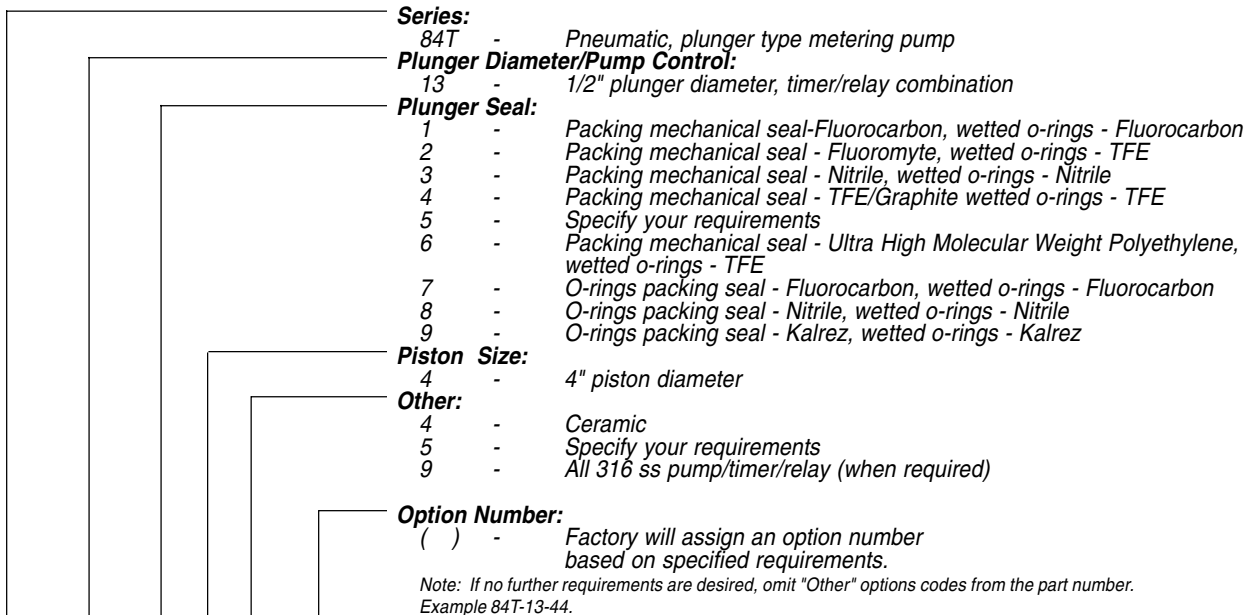 Series:
84T - Pneumatic, plunger type metering pump
Plunger Diameter/Pump Control:
13 - 1/2" plunger diameter, timer/relay combination
Plunger Seal:
1 - Packing mechanical seal-Fluorocarbon, wetted o-rings - Fluorocarbon
2 - Packing mechanical seal - Fluoromyte, wetted o-rings - TFE
3 - Packing mechanical seal - Nitrile, wetted o-rings - Nitrile
4 - Packing mechanical seal - TFE/Graphite wetted o-rings - TFE
5 - Specify your requirements
6 - Packing mechanical seal - Ultra High Molecular Weight Polyethylene,
wetted o-rings - TFE
7 - O-rings packing seal - Fluorocarbon, wetted o-rings - Fluorocarbon
8 - O-rings packing seal - Nitrile, wetted o-rings - Nitrile
9 - O-rings packing seal - Kalrez, wetted o-rings - Kalrez
Piston Size:
4 - 4" piston diameter
Other:
4 - Ceramic
5 - Specify your requirements
9 - All 316 ss pump/timer/relay (when required)
Option Number:
( ) - Factory will assign an option number
based on specified requirements.
Note: If no further requirements are desired, omit "Other" options codes from the part number.
Example 84T-13-44.